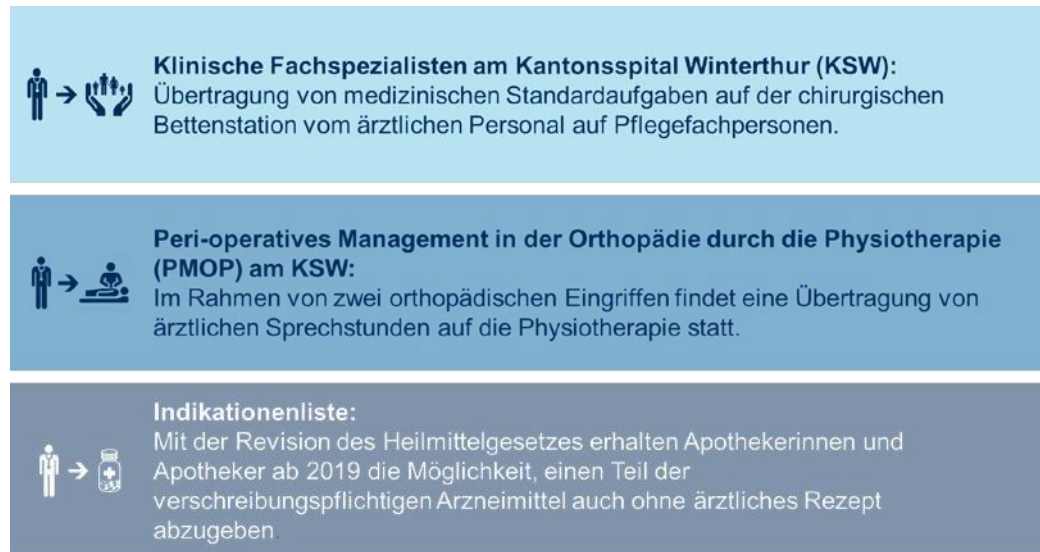 Klinische Fachspezialisten am Kantonsspital Winterthur (KSW):
Übertragung von medizinischen Standardaufgaben auf der chirurgischen
Bettenstation vom ärztlichen Personal auf Pflegefachpersonen.
Peri-operatives Management in der Orthopädie durch die Physiotherapie
(PMOP) am KSW:
Im Rahmen von zwei orthopädischen Eingriffen findet eine Übertragung von
ärztlichen Sprechstunden auf die Physiotherapie statt.
Indikationenliste:
Mit der Revision des Heilmittelgesetzes erhalten Apothekerinnen und
Apotheker ab 2019 die Möglichkeit, einen Teil der
verschreibungspflichtigen Arzneimittel auch ohne ärztliches Rezept
abzugeben.